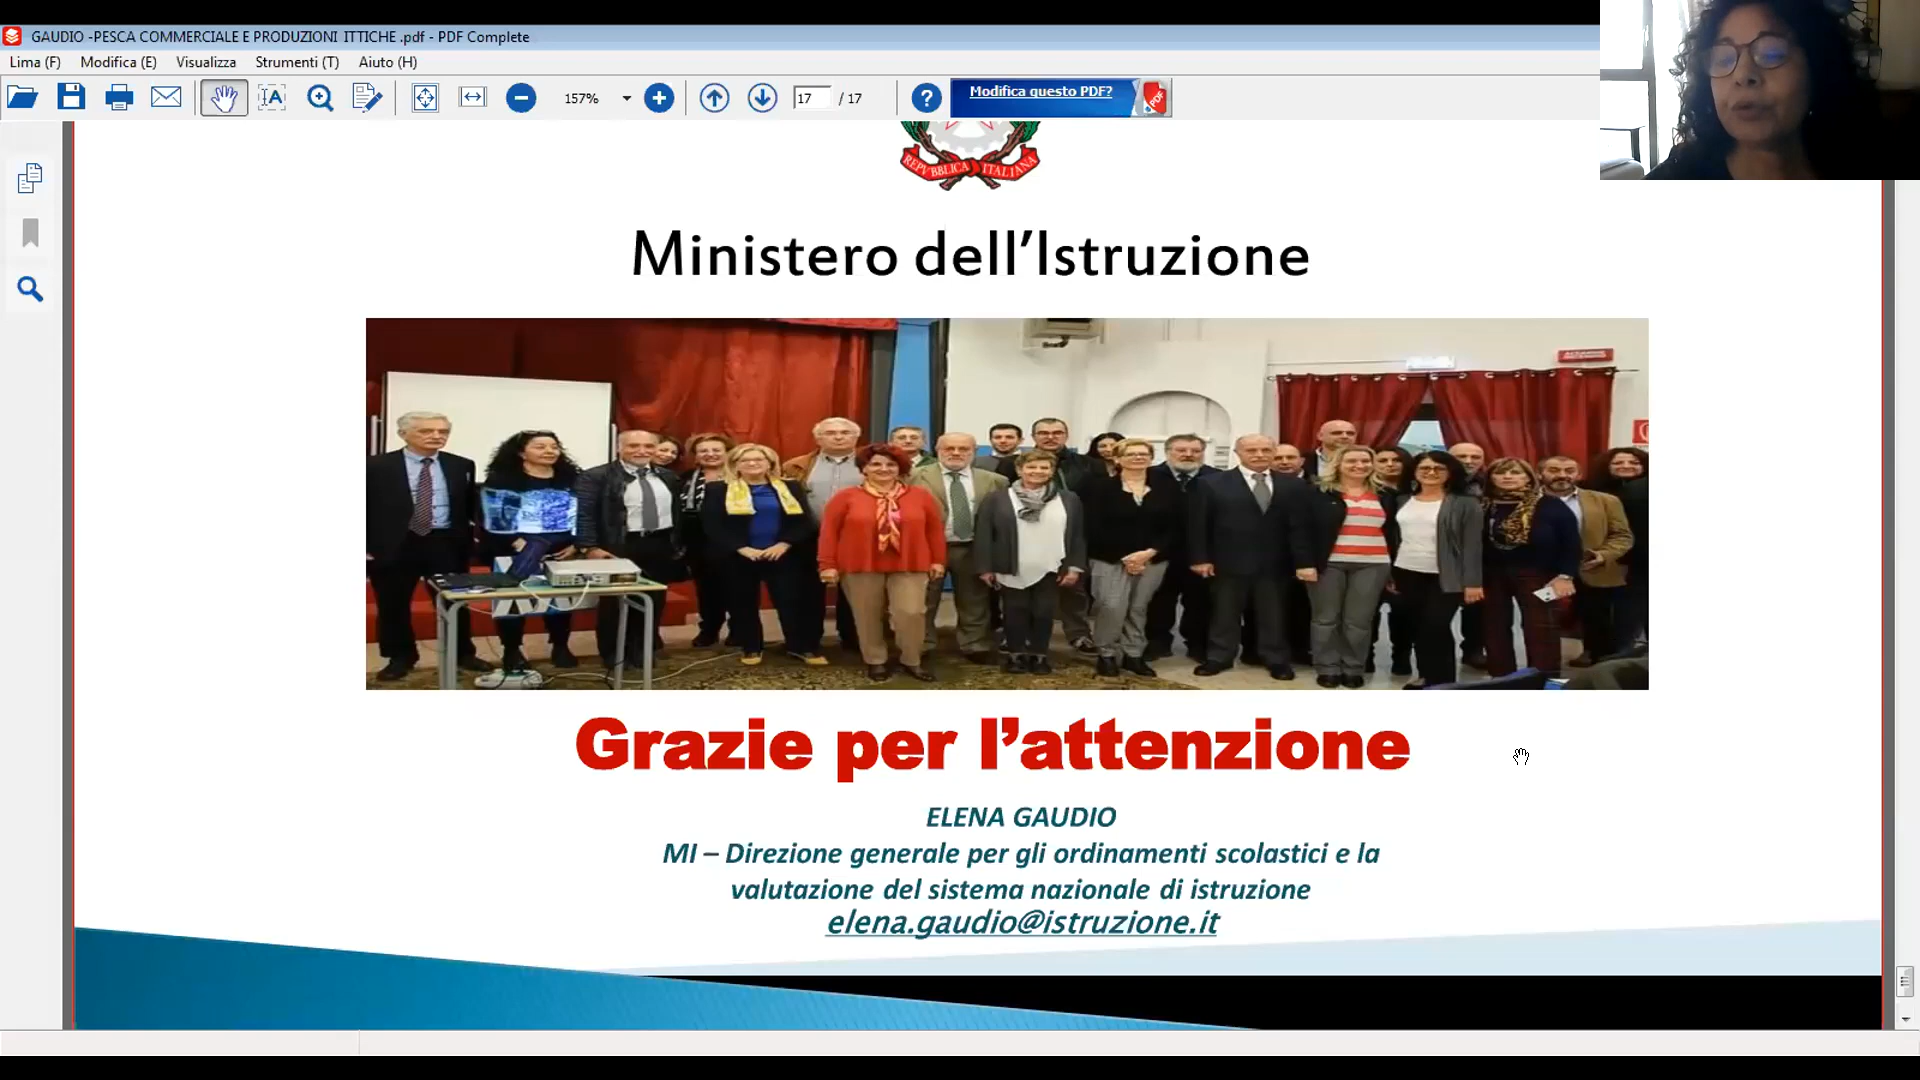 GAUDIO -PESCA COMMERCIALE E PRODUZIONI ITTICHE .pdf - PDF Complete
Lima (F) Modifica (E) Visualizza Strumenti (T) Aiuto (H)
157% 17 / 17 Modifica questo PDF?
PDF
REPVBBLICA ITALIANA
Ministero dell’Istruzione
Grazie per l’attenzione
ELENA GAUDIO
MI – Direzione generale per gli ordinamenti scolastici e la
valutazione del sistema nazionale di istruzione
elena.gaudio@istruzione.it